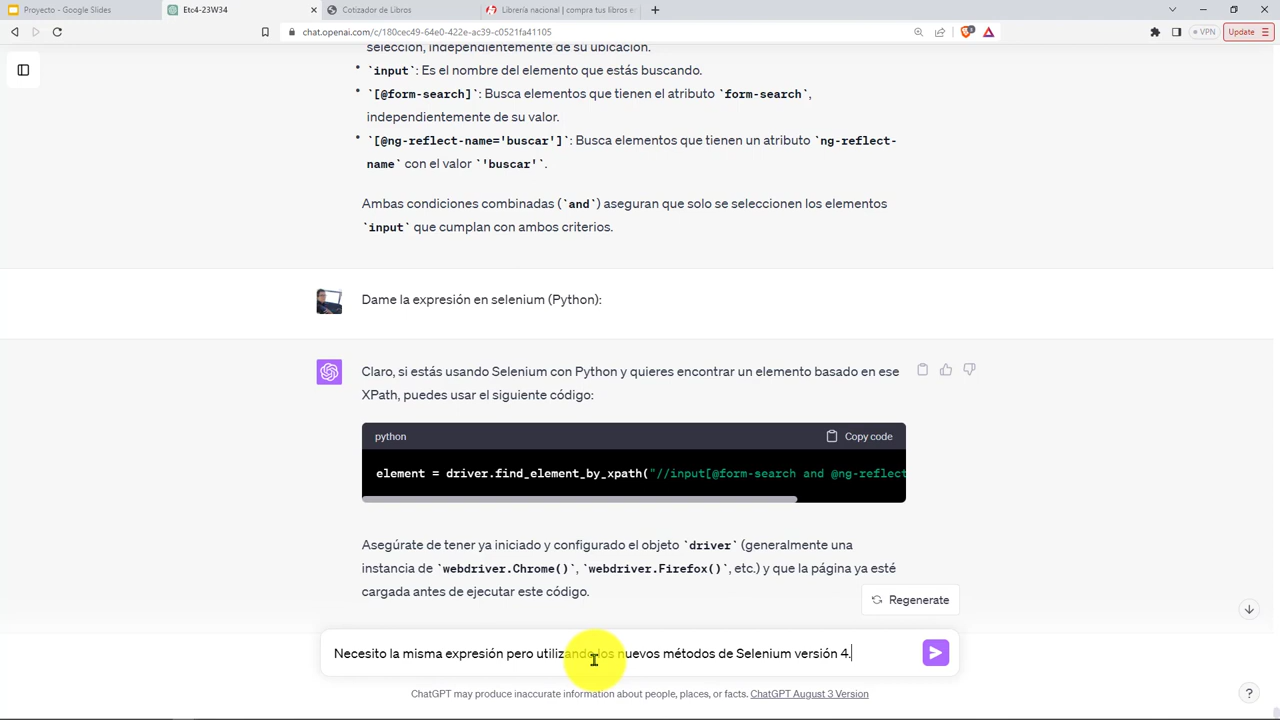 Proyecto - Google Slides
Etc4-23W34
Cotizador de Libros
Librería nacional | compra tus libros e
chat.openai.com/c/180cec49-64e0-422e-ac39-c0521fa41105
VPN
Update
selección, independientemente de su ubicación.
`input`: Es el nombre del elemento que estás buscando.
`[@form-search]`: Busca elementos que tienen el atributo `form-search`,
independientemente de su valor.
`[@ng-reflect-name='buscar']`: Busca elementos que tienen un atributo `ng-reflect-
name` con el valor `'buscar'`.
Ambas condiciones combinadas (`and`) aseguran que solo se seleccionen los elementos
`input` que cumplan con ambos criterios.
Dame la expresión en selenium (Python):
Claro, si estás usando Selenium con Python y quieres encontrar un elemento basado en ese
XPath, puedes usar el siguiente código:
python
Copy code
element = driver.find_element_by_xpath("//input[@form-search and @ng-reflect
Asegúrate de tener ya iniciado y configurado el objeto `driver` (generalmente una
instancia de `webdriver.Chrome()`, `webdriver.Firefox()`, etc.) y que la página ya esté
cargada antes de ejecutar este código.
Regenerate
Necesito la misma expresión pero utilizando los nuevos métodos de Selenium versión 4.
ChatGPT may produce inaccurate information about people, places, or facts. ChatGPT August 3 Version
?